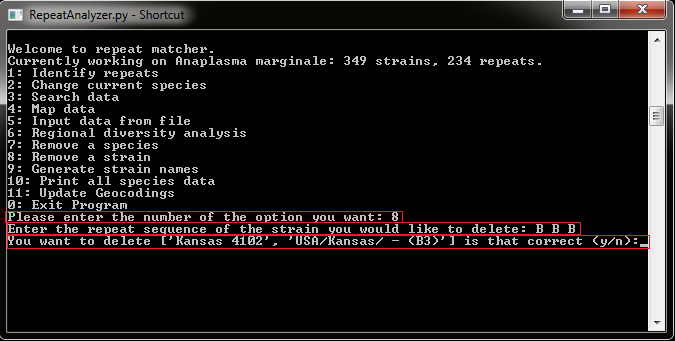 RepeatAnalyzer.py - Shortcut
Welcome to repeat matcher.
Currently working on Anaplasma marginale: 349 strains, 234 repeats.
1: Identify repeats
2: Change current species
3: Search data
4: Map data
5: Input data from file
6: Regional diversity analysis
7: Remove a species
8: Remove a strain
9: Generate strain names
10: Print all species data
11: Update Geocodings
0: Exit Program
Please enter the number of the option you want: 8
Enter the repeat sequence of the strain you would like to delete: B B B
You want to delete ['Kansas 4102', 'USA/Kansas/ - (B3)'] is that correct (y/n):_